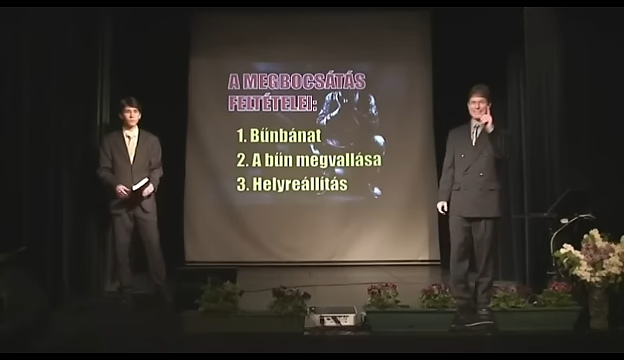 A MEGBOCSÁTÁS
FELTÉTELEI:
1. Bűnbánat
2. A bűn megvallása
3. Helyreállítás